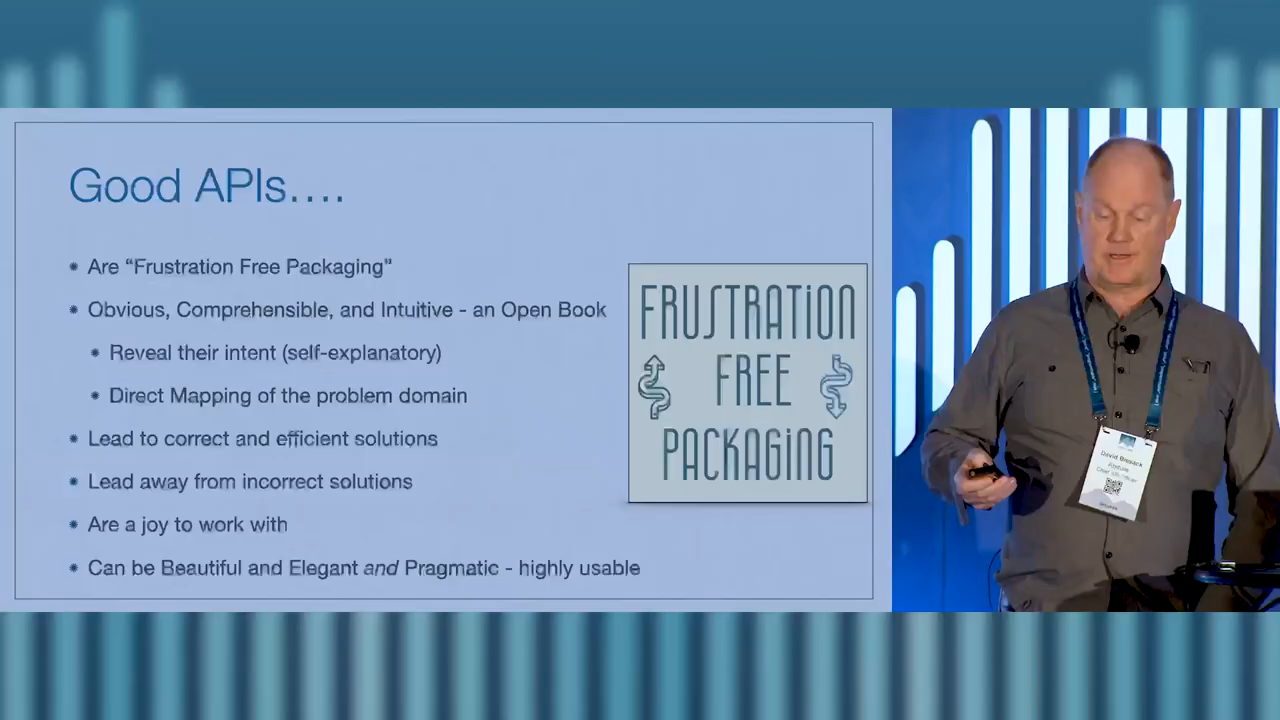 Good APIs....
Are “Frustration Free Packaging”
Obvious, Comprehensible, and Intuitive - an Open Book
Reveal their intent (self-explanatory)
Direct Mapping of the problem domain
Lead to correct and efficient solutions
Lead away from incorrect solutions
Are a joy to work with
Can be Beautiful and Elegant and Pragmatic - highly usable
FRUSTRATION
FREE
PACKAGING
David Biesack